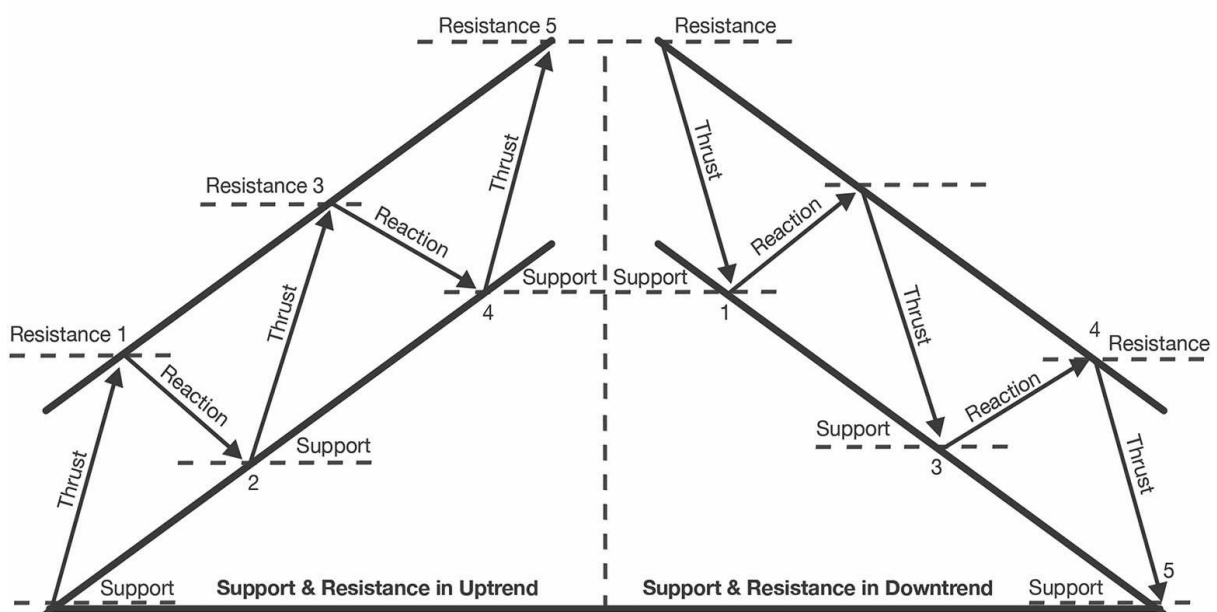 Resistance 5
Resistance
Thrust
Thrust
Resistance 3
Reaction
Reaction
Support
Support
4
1
Thrust
Thrust
Resistance 1
4
Resistance
Reaction
Reaction
Support
Support
2
3
Thrust
Thrust
5
Support
Support & Resistance in Uptrend
Support & Resistance in Downtrend
Support